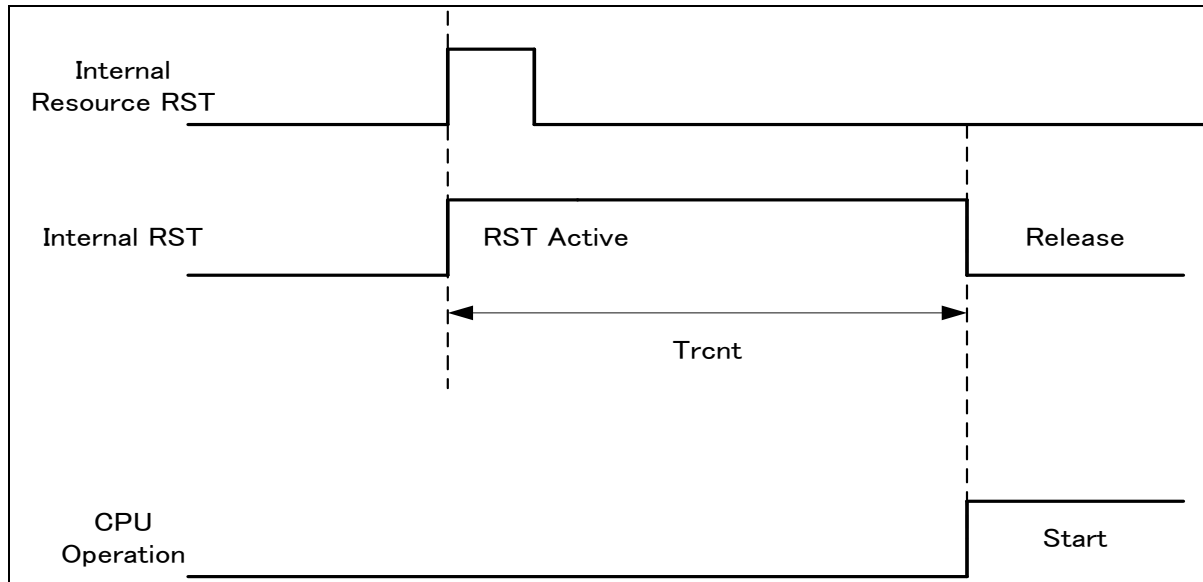 Internal
Resource RST
Internal RST
RST Active
Release
Trcnt
CPU
Operation
Start